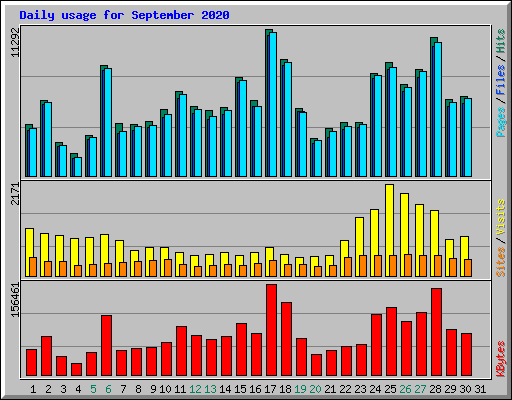 Daily usage for September 2020
11292
Pages / Files / Hits
2171
Sites / Visits
156461
KBytes
1 2 3 4 5 6 7 8 9 10 11 12 13 14 15 16 17 18 19 20 21 22 23 24 25 26 27 28 29 30 31